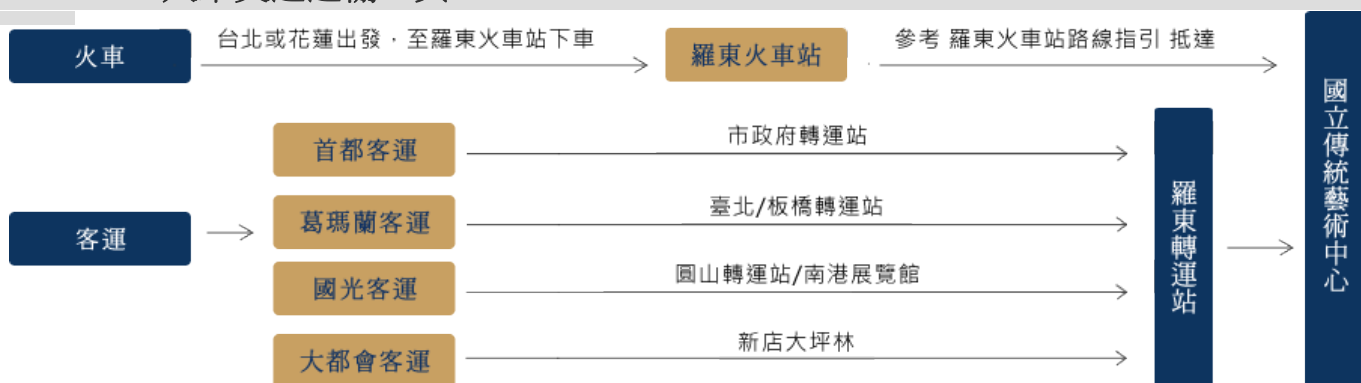 火車
台北或花蓮出發，至羅東火車站下車
羅東火車站
參考 羅東火車站路線指引 抵達
國立傳統藝術中心
客運
首都客運
市政府轉運站
葛瑪蘭客運
臺北/板橋轉運站
國光客運
圓山轉運站/南港展覽館
大都會客運
新店大坪林
羅東轉運站